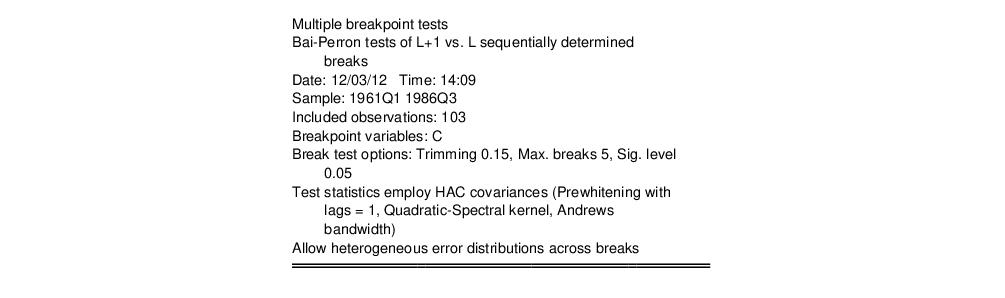 Multiple breakpoint tests
Bai-Perron tests of L+1 vs. L sequentially determined
breaks
Date: 12/03/12   Time: 14:09
Sample: 1961Q1 1986Q3
Included observations: 103
Breakpoint variables: C
Break test options: Trimming 0.15, Max. breaks 5, Sig. level
0.05
Test statistics employ HAC covariances (Prewhitening with
lags = 1, Quadratic-Spectral kernel, Andrews
bandwidth)
Allow heterogeneous error distributions across breaks